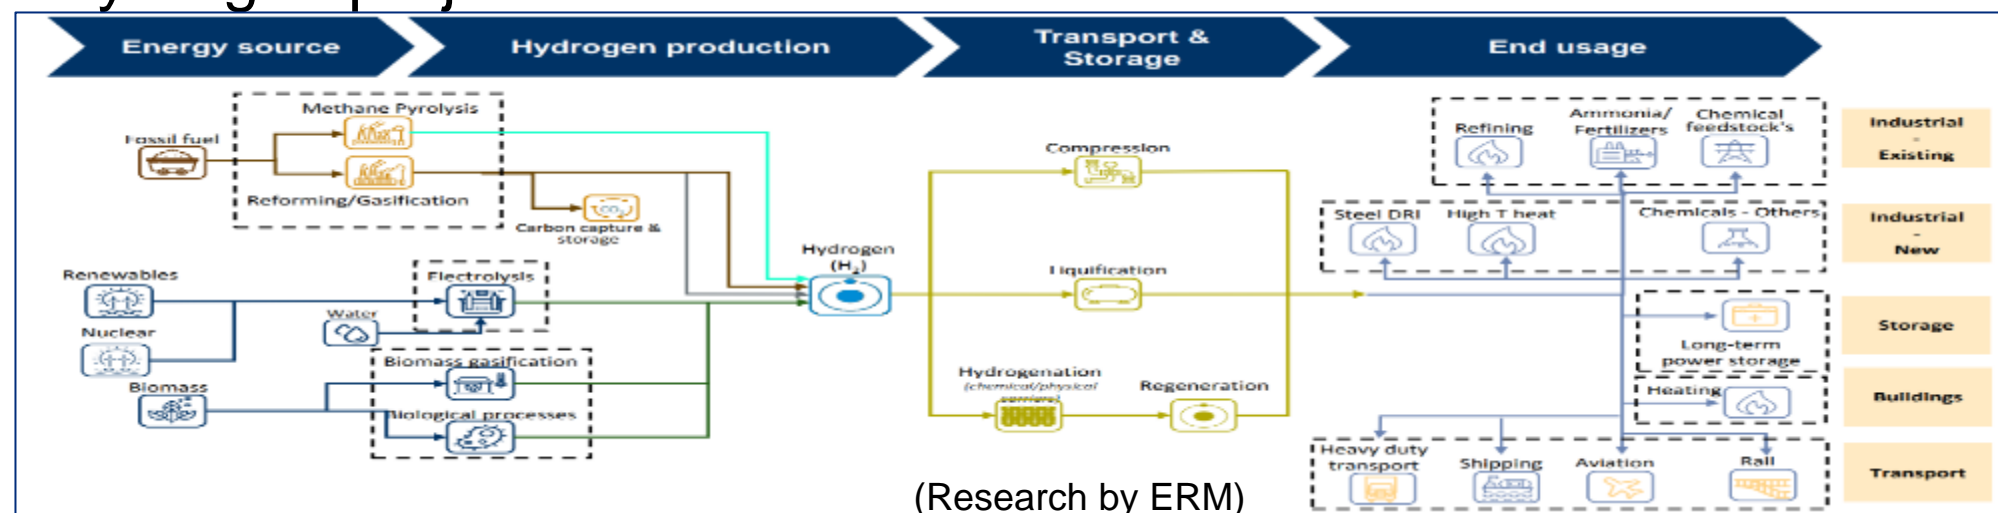 Energy source
Hydrogen production
Transport &
Storage
End usage
Methane Pyrolysis
Fossil fuel
Reforming/Gasification
Carbon capture &
storage
Renewables
Nuclear
Biomass
Water
Electrolysis
Biomass gasification
Biological processes
Hydrogen
(H₂)
Compression
Liquification
Hydrogenation
(chemical/physical
carriers)
Regeneration
Refining
Ammonia/
Fertilizers
Chemical
feedstock's
Industrial
-
Existing
Steel DRI
High T heat
Chemicals - Others
Industrial
-
New
Long-term
power storage
Storage
Heating
Buildings
Heavy duty
transport
Shipping
Aviation
Rail
Transport
(Research by ERM)